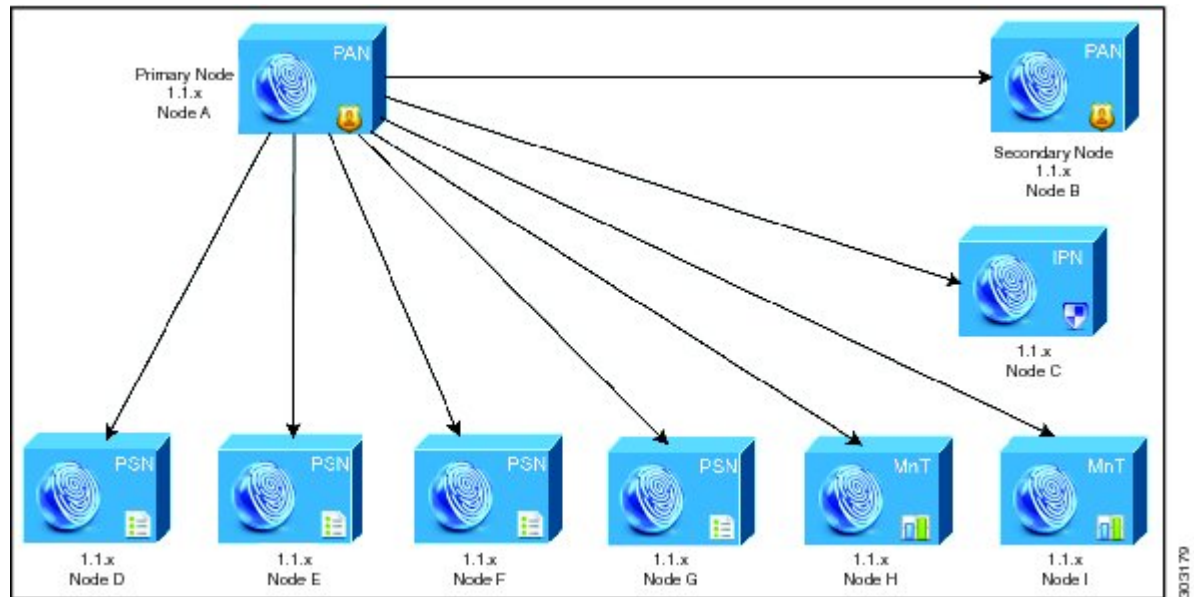 PAN
Primary Node
1.1.x
Node A
PAN
Secondary Node
1.1.x
Node B
IPN
1.1.x
Node C
PSN
1.1.x
Node D
PSN
1.1.x
Node E
PSN
1.1.x
Node F
PSN
1.1.x
Node G
MnT
1.1.x
Node H
MnT
1.1.x
Node I
303179